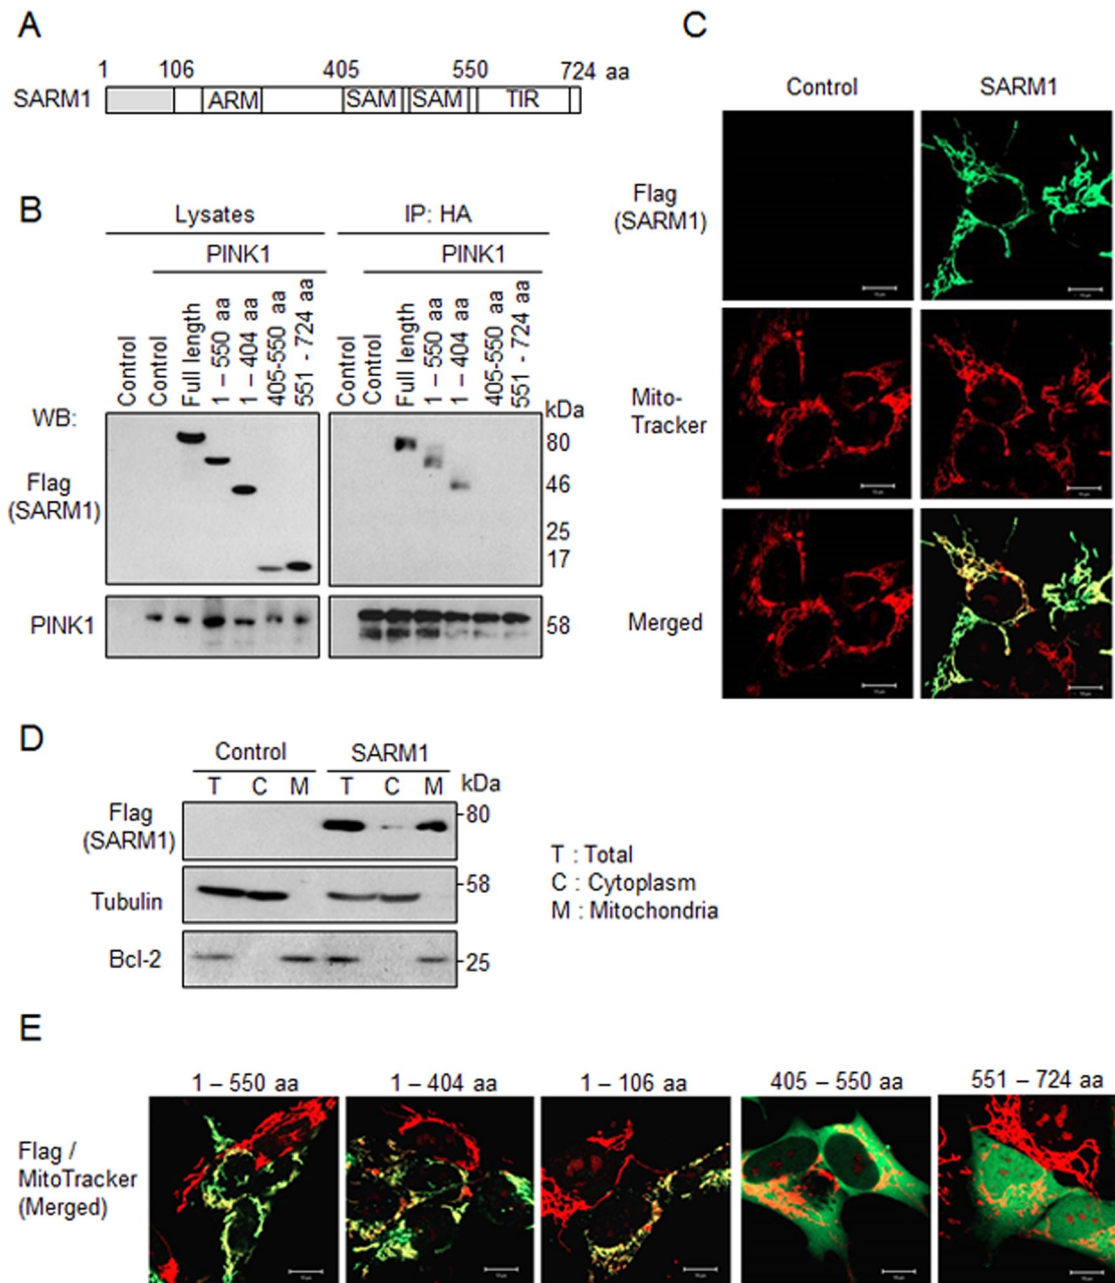 A
1 106 405 550 724 aa
SARM1 ARM SAM SAM TIR
B
Lysates IP: HA
PINK1 PINK1
Control
Control
Full length
1 – 550 aa
1 – 404 aa
405-550 aa
551 - 724 aa
Control
Control
Full length
1 – 550 aa
1 – 404 aa
405-550 aa
551 - 724 aa
WB:
kDa
Flag
(SARM1)
80
46
25
17
PINK1
58
C
Control SARM1
Flag
(SARM1)
Mito-
Tracker
Merged
D
Control SARM1
T C M T C M kDa
Flag
(SARM1)
80
Tubulin
58
Bcl-2
25
T : Total
C : Cytoplasm
M : Mitochondria
E
1 – 550 aa 1 – 404 aa 1 – 106 aa 405 – 550 aa 551 – 724 aa
Flag /
MitoTracker
(Merged)